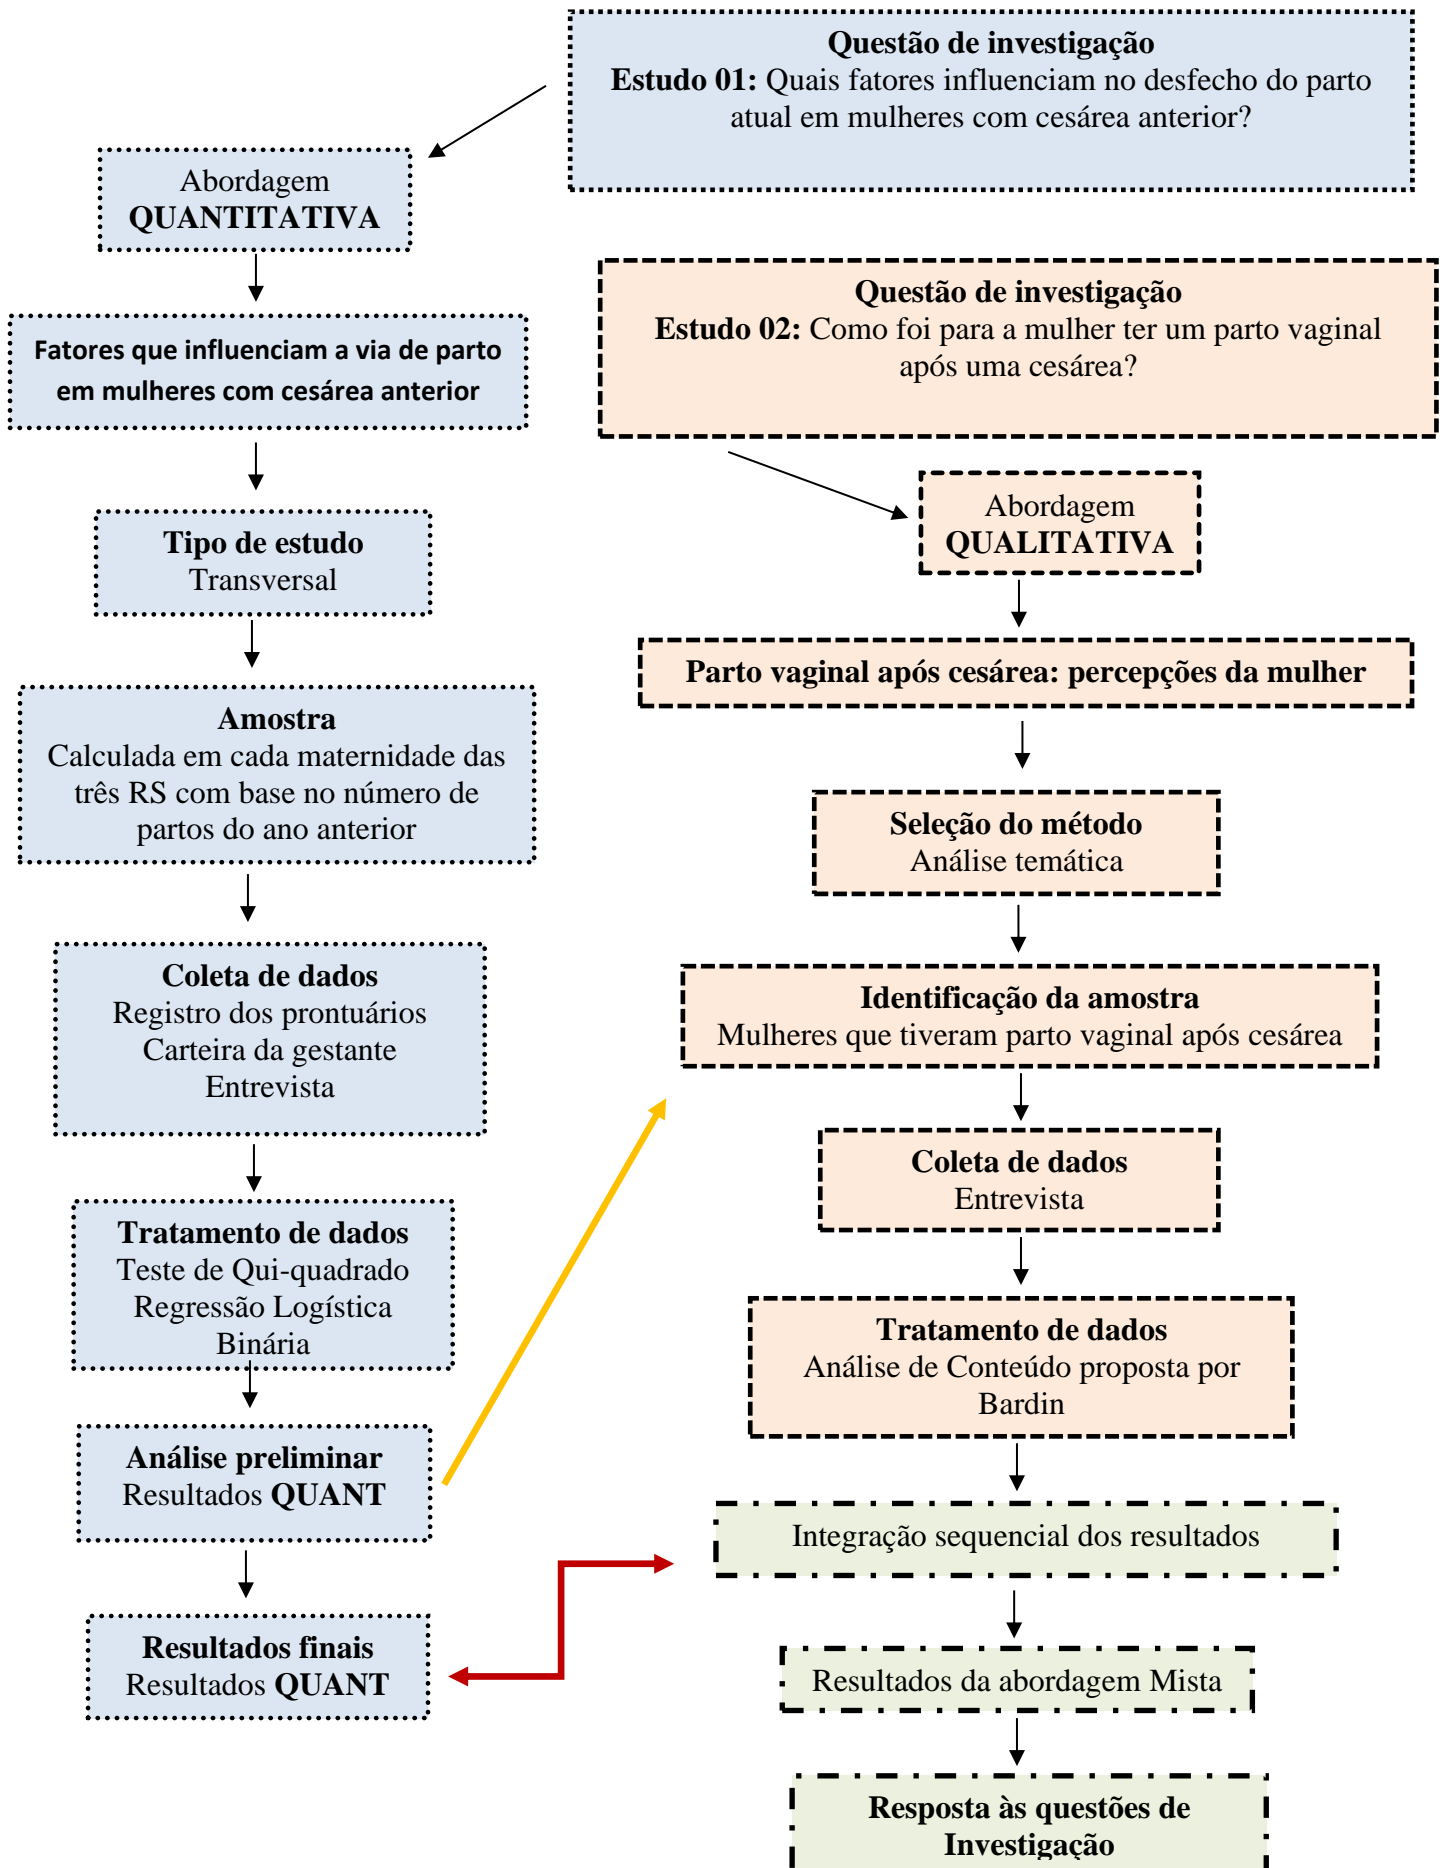 Questão de investigação
Estudo 01: Quais fatores influenciam no desfecho do parto
atual em mulheres com cesárea anterior?
Abordagem
QUANTITATIVA
Fatores que influenciam a via de parto
em mulheres com cesárea anterior
Tipo de estudo
Transversal
Amostra
Calculada em cada maternidade das
três RS com base no número de
partos do ano anterior
Coleta de dados
Registro dos prontuários
Carteira da gestante
Entrevista
Tratamento de dados
Teste de Qui-quadrado
Regressão Logística
Binária
Análise preliminar
Resultados QUANT
Resultados finais
Resultados QUANT
Questão de investigação
Estudo 02: Como foi para a mulher ter um parto vaginal
após uma cesárea?
Abordagem
QUALITATIVA
Parto vaginal após cesárea: percepções da mulher
Seleção do método
Análise temática
Identificação da amostra
Mulheres que tiveram parto vaginal após cesárea
Coleta de dados
Entrevista
Tratamento de dados
Análise de Conteúdo proposta por
Bardin
Integração sequencial dos resultados
Resultados da abordagem Mista
Resposta às questões de
Investigação